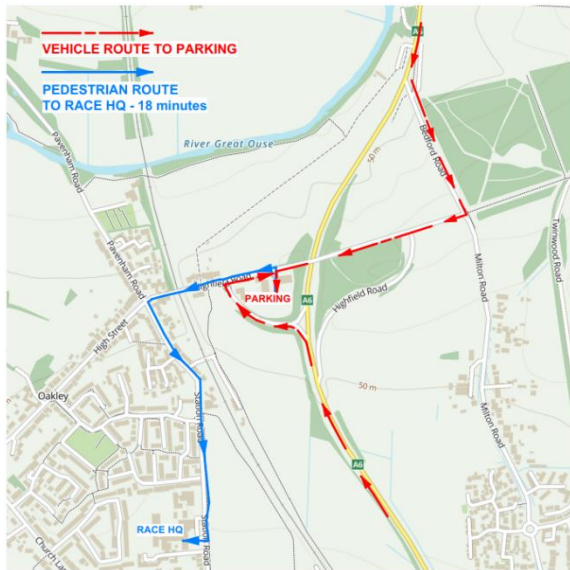 A6
VEHICLE ROUTE TO PARKING
PEDESTRIAN ROUTE
TO RACE HQ - 18 minutes
Pavenham Road
River Great Ouse
50 m
Bedford Road
Twinwood Road
Pavenham Road
Highfield Road
PARKING
A6
Highfield Road
Milton Road
High Street
Oakley
50 m
Station Road
Milton Road
A6
RACE HQ
Station Road
Church La